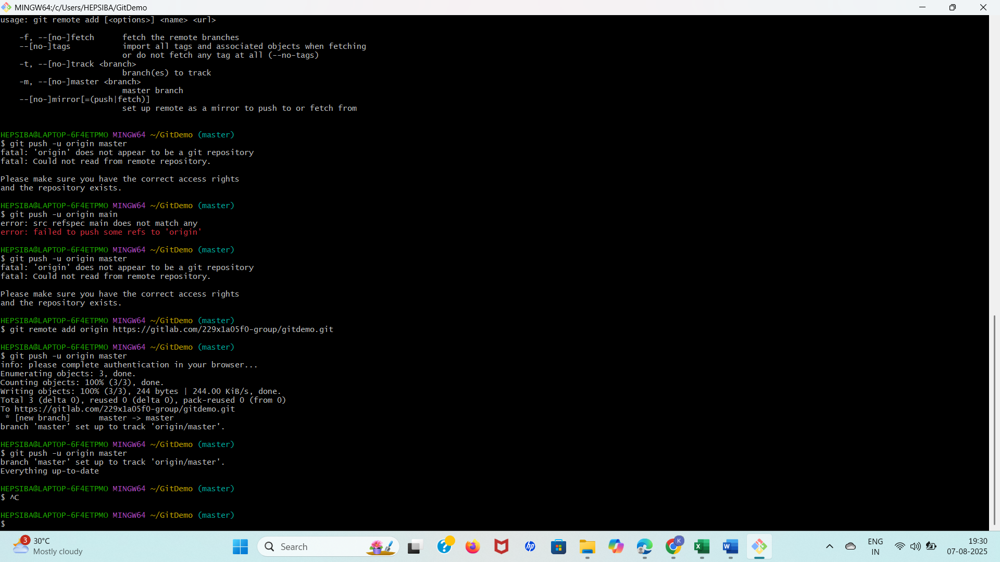 MINGW64:/c/Users/HEPSIBA/GitDemo
usage: git remote add [<options>] <name> <url>
-f, --[no-]fetch      fetch the remote branches
--[no-]tags           import all tags and associated objects when fetching
or do not fetch any tag at all (--no-tags)
-t, --[no-]track <branch>
branch(es) to track
-m, --[no-]master <branch>
master branch
--[no-]mirror[=(push|fetch)]
set up remote as a mirror to push to or fetch from
HEPSIBA@LAPTOP-6F4ETPMO MINGW64 ~/GitDemo (master)
$ git push -u origin master
fatal: 'origin' does not appear to be a git repository
fatal: Could not read from remote repository.
Please make sure you have the correct access rights
and the repository exists.
HEPSIBA@LAPTOP-6F4ETPMO MINGW64 ~/GitDemo (master)
$ git push -u origin main
error: src refspec main does not match any
error: failed to push some refs to 'origin'
HEPSIBA@LAPTOP-6F4ETPMO MINGW64 ~/GitDemo (master)
$ git push -u origin master
fatal: 'origin' does not appear to be a git repository
fatal: Could not read from remote repository.
Please make sure you have the correct access rights
and the repository exists.
HEPSIBA@LAPTOP-6F4ETPMO MINGW64 ~/GitDemo (master)
$ git remote add origin https://gitlab.com/229x1a05f0-group/gitdemo.git
HEPSIBA@LAPTOP-6F4ETPMO MINGW64 ~/GitDemo (master)
$ git push -u origin master
info: please complete authentication in your browser...
Enumerating objects: 3, done.
Counting objects: 100% (3/3), done.
Writing objects: 100% (3/3), 244 bytes | 244.00 KiB/s, done.
Total 3 (delta 0), reused 0 (delta 0), pack-reused 0 (from 0)
To https://gitlab.com/229x1a05f0-group/gitdemo.git
* [new branch]      master -> master
branch 'master' set up to track 'origin/master'.
HEPSIBA@LAPTOP-6F4ETPMO MINGW64 ~/GitDemo (master)
$ git push -u origin master
branch 'master' set up to track 'origin/master'.
Everything up-to-date
HEPSIBA@LAPTOP-6F4ETPMO MINGW64 ~/GitDemo (master)
$ ^C
HEPSIBA@LAPTOP-6F4ETPMO MINGW64 ~/GitDemo (master)
$
3
30°C
Mostly cloudy
Search
hp
K
X
W
ENG
IN
19:30
07-08-2025